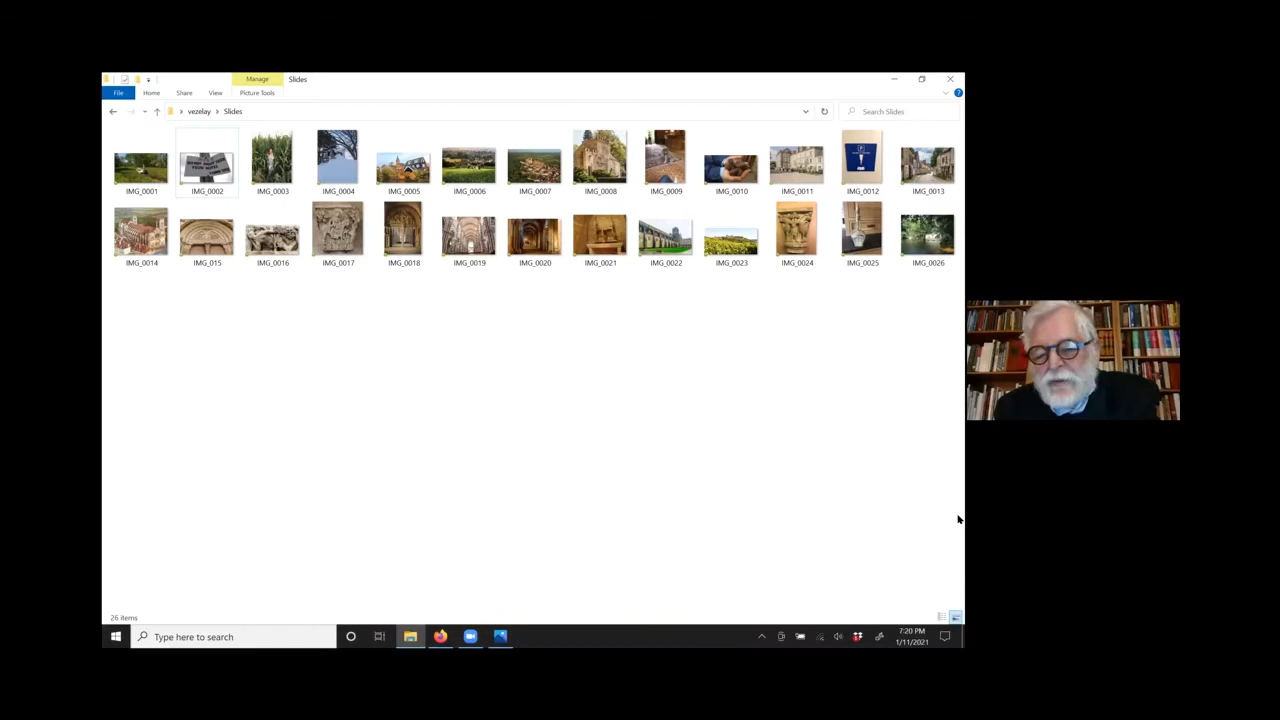 Manage
Slides
File
Home
Share
View
Picture Tools
vezelay > Slides
Search Slides
IMG_0001
IMG_0002
IMG_0003
IMG_0004
IMG_0005
IMG_0006
IMG_0007
IMG_0008
IMG_0009
IMG_0010
IMG_0011
IMG_0012
IMG_0013
IMG_0014
IMG_015
IMG_0016
IMG_0017
IMG_0018
IMG_0019
IMG_0020
IMG_0021
IMG_0022
IMG_0023
IMG_0024
IMG_0025
IMG_0026
26 items
Type here to search
7:20 PM
1/11/2021